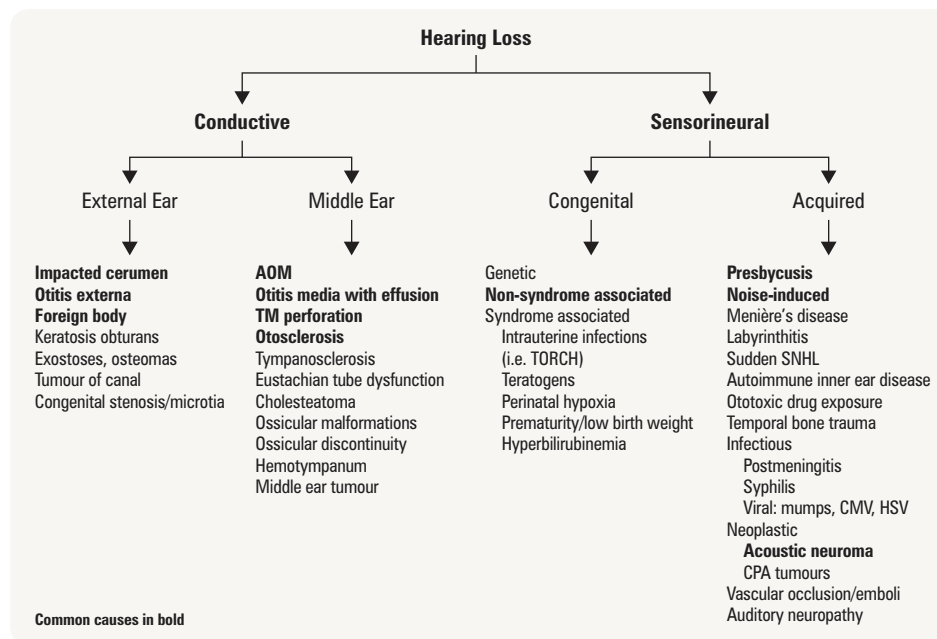 Hearing Loss
Conductive
Sensorineural
External Ear
Middle Ear
Congenital
Acquired
Impacted cerumen
Otitis externa
Foreign body
Keratosis obturans
Exostoses, osteomas
Tumour of canal
Congenital stenosis/microtia
AOM
Otitis media with effusion
TM perforation
Otosclerosis
Tympanosclerosis
Eustachian tube dysfunction
Cholesteatoma
Ossicular malformations
Ossicular discontinuity
Hemotympanum
Middle ear tumour
Genetic
Non-syndrome associated
Syndrome associated
Intrauterine infections
(i.e. TORCH)
Teratogens
Perinatal hypoxia
Prematurity/low birth weight
Hyperbilirubinemia
Presbycusis
Noise-induced
Menière's disease
Labyrinthitis
Sudden SNHL
Autoimmune inner ear disease
Ototoxic drug exposure
Temporal bone trauma
Infectious
Postmeningitis
Syphilis
Viral: mumps, CMV, HSV
Neoplastic
Acoustic neuroma
CPA tumours
Vascular occlusion/emboli
Auditory neuropathy
Common causes in bold